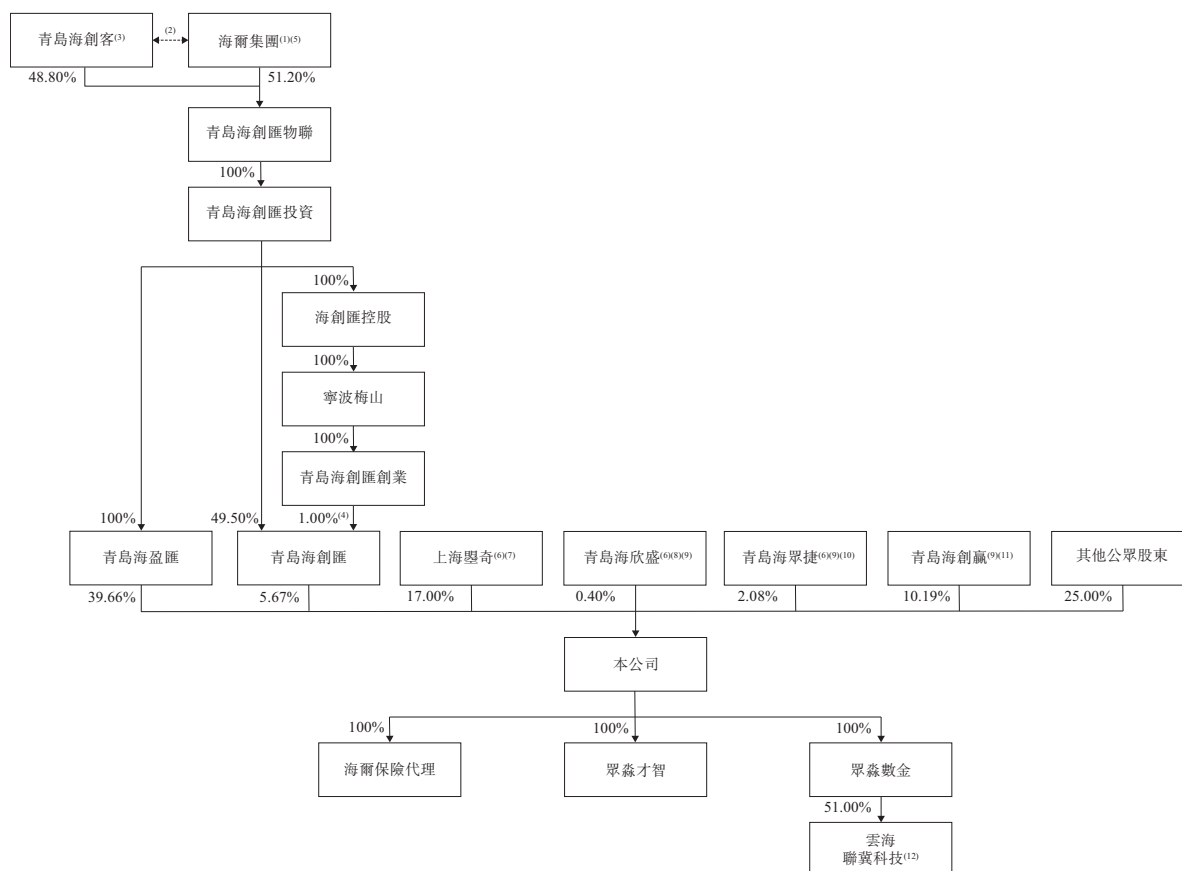 青島海創客(3)
(2)
海爾集團(1)(5)
48.80%
51.20%
青島海創匯物聯
100%
青島海創匯投資
100%
海創匯控股
100%
寧波梅山
100%
青島海創匯創業
100%
49.50%
1.00%(4)
青島海盈匯
青島海創匯
上海曌奇(6)(7)
青島海欣盛(6)(8)(9)
青島海眾捷(6)(9)(10)
青島海創贏(9)(11)
其他公眾股東
39.66%
5.67%
17.00%
0.40%
2.08%
10.19%
25.00%
本公司
100%
100%
100%
海爾保險代理
眾淼才智
眾淼數金
51.00%
雲海
聯冀科技(12)